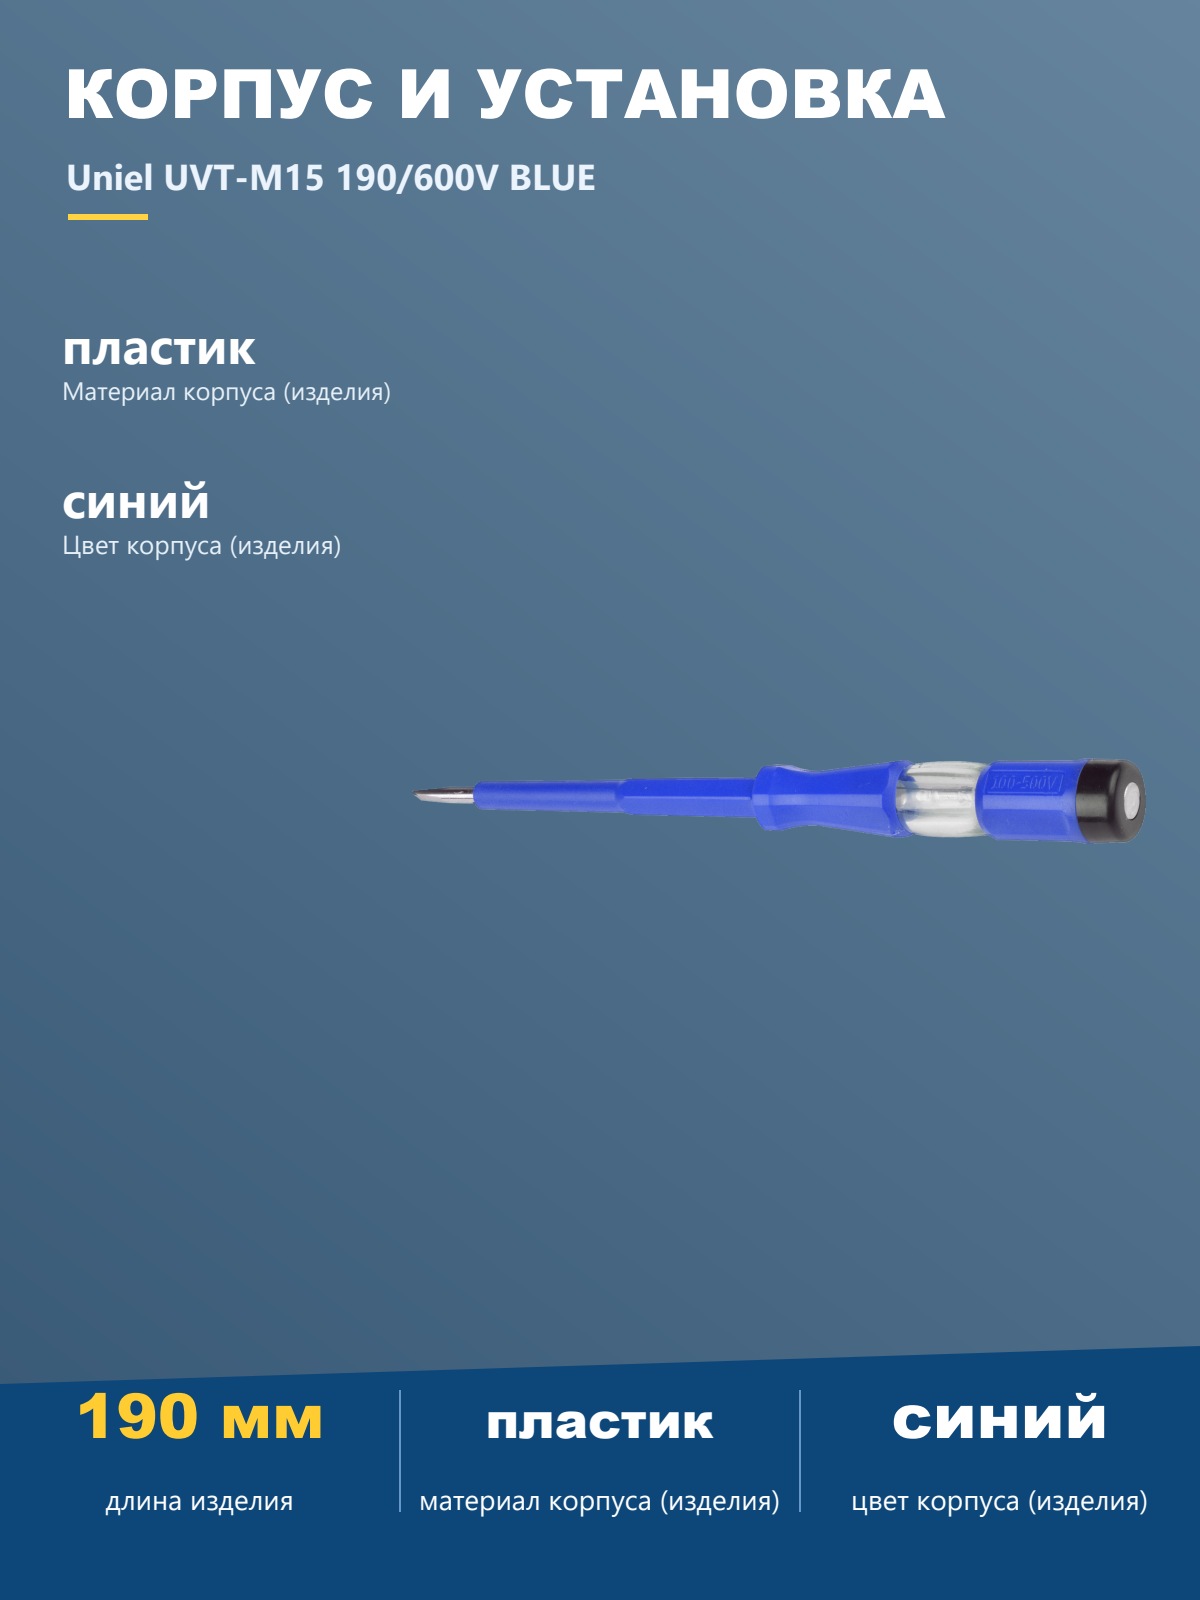 КОРПУС И УСТАНОВКА
Uniel UVT-M15 190/600V BLUE
пластик
Материал корпуса (изделия)
синий
Цвет корпуса (изделия)
100-500V
190 мм
длина изделия
пластик
материал корпуса (изделия)
синий
цвет корпуса (изделия)